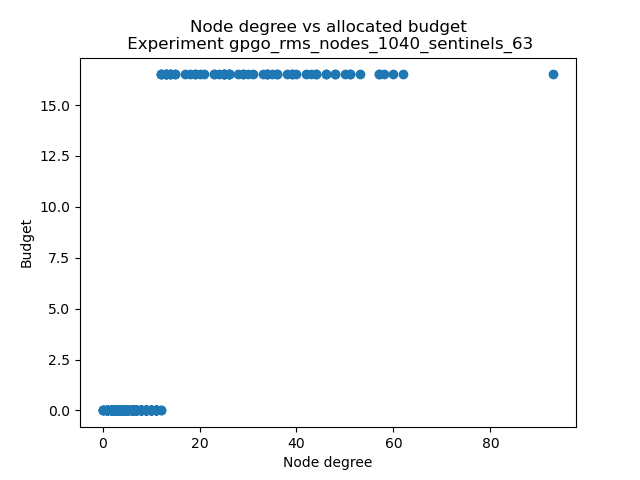 Node degree vs allocated budget
Experiment gpgo_rms_nodes_1040_sentinels_63
Budget
15.0
12.5
10.0
7.5
5.0
2.5
0.0
0 20 40 60 80
Node degree